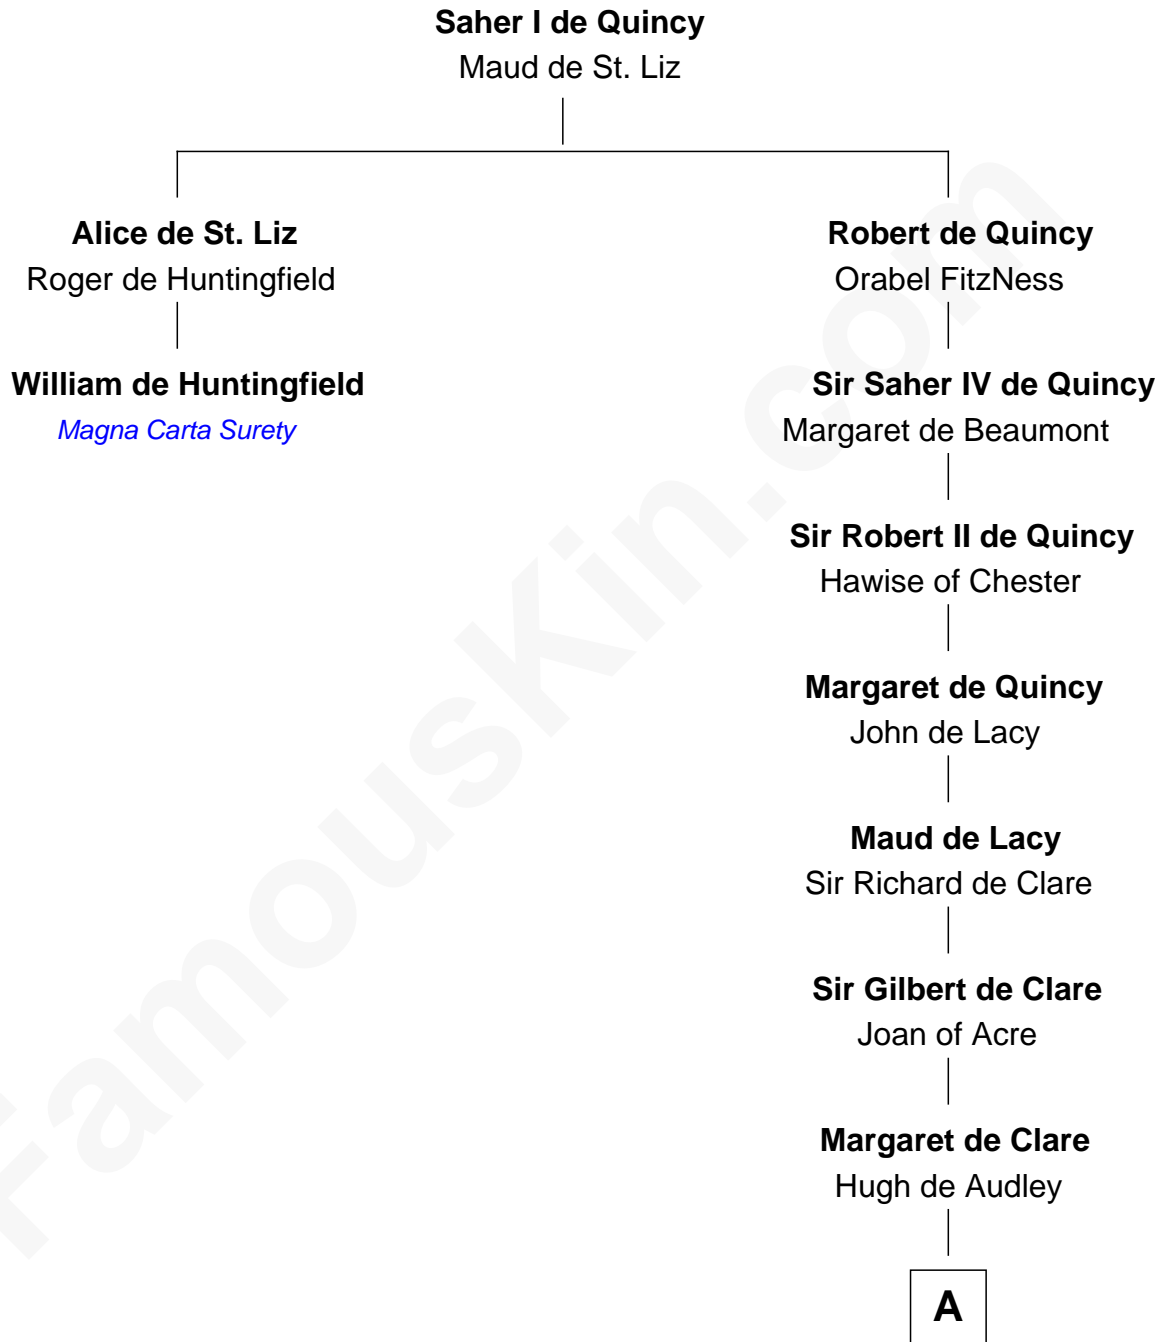 Saher I de Quincy
Maud de St. Liz
Alice de St. Liz
Roger de Huntingfield
William de Huntingfield
Magna Carta Surety
Robert de Quincy
Orabel FitzNess
Sir Saher IV de Quincy
Margaret de Beaumont
Sir Robert II de Quincy
Hawise of Chester
Margaret de Quincy
John de Lacy
Maud de Lacy
Sir Richard de Clare
Sir Gilbert de Clare
Joan of Acre
Margaret de Clare
Hugh de Audley
A
FamousKin.com